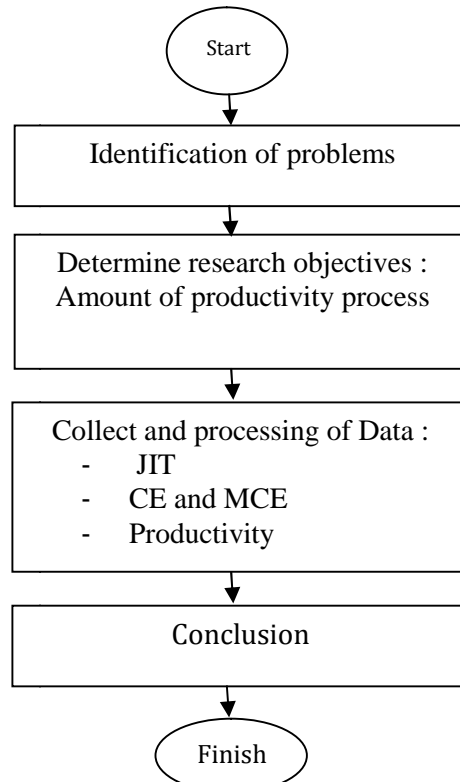 Start
Identification of problems
Determine research objectives :
Amount of productivity process
Collect and processing of Data :
- JIT
- CE and MCE
- Productivity
Conclusion
Finish